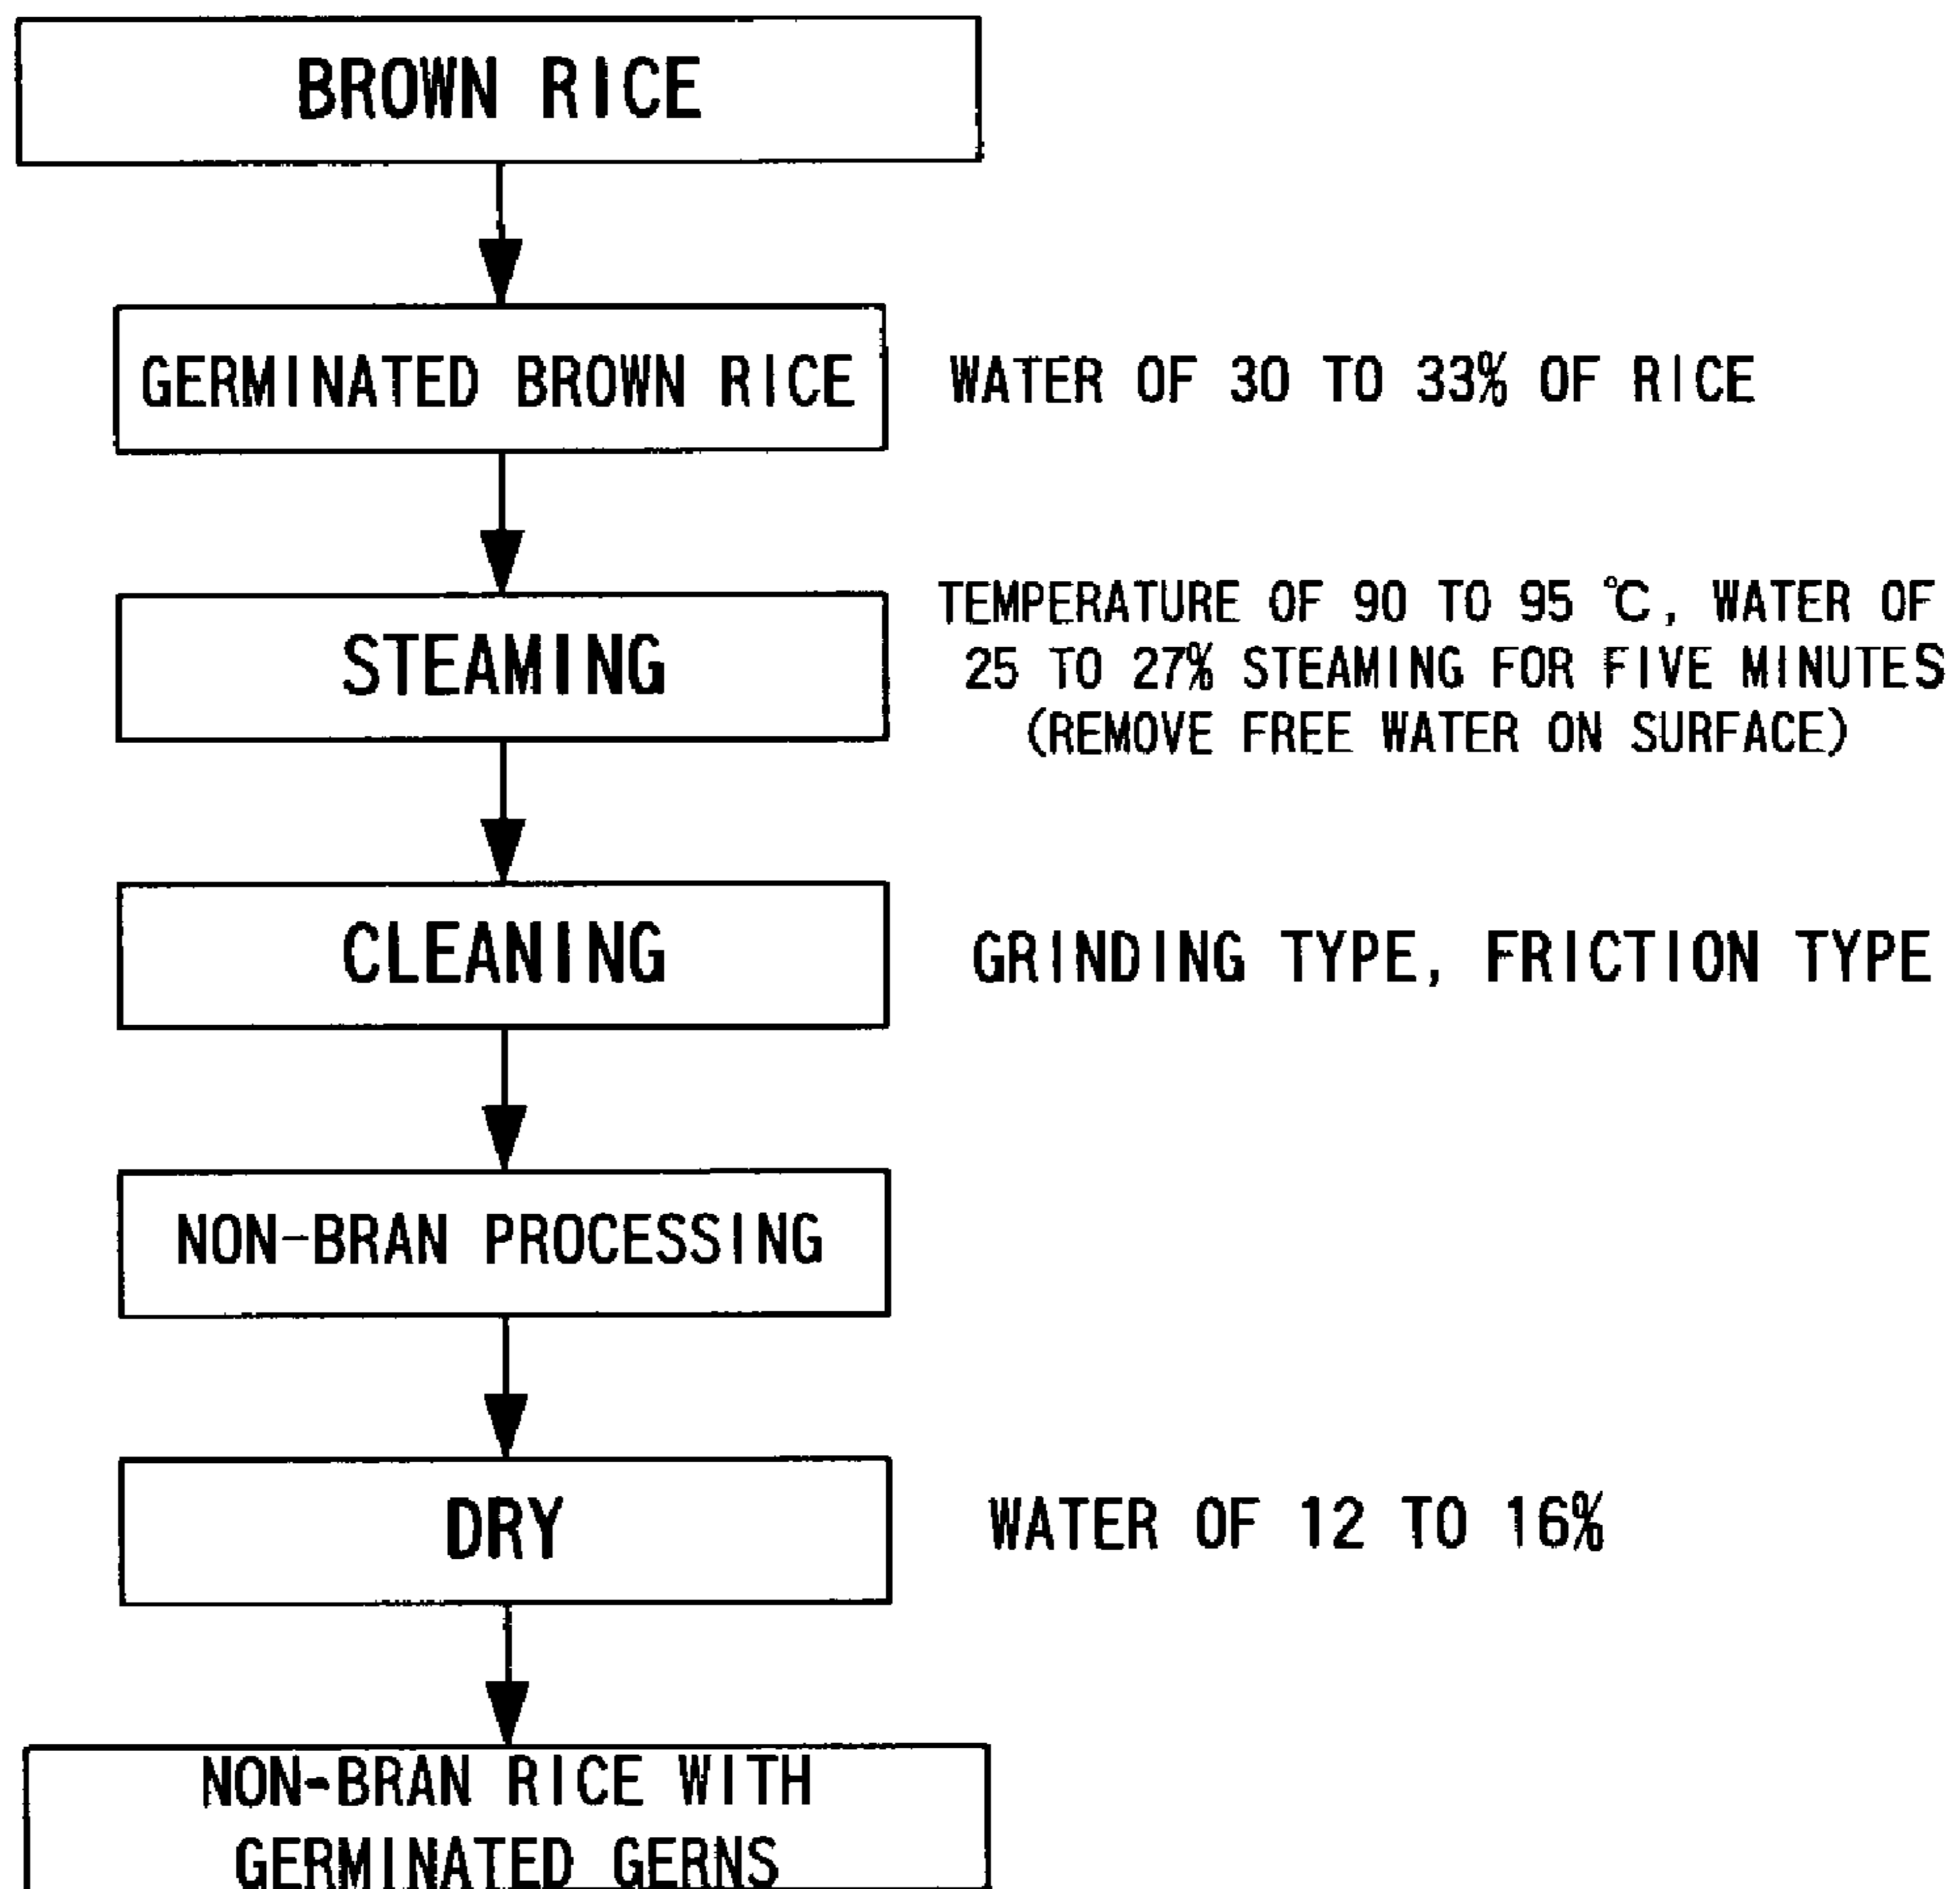 BROWN RICE
GERMINATED BROWN RICE
WATER OF 30 TO 33% OF RICE
STEAMING
TEMPERATURE OF 90 TO 95 ℃, WATER OF
25 TO 27% STEAMING FOR FIVE MINUTES
(REMOVE FREE WATER ON SURFACE)
CLEANING
GRINDING TYPE, FRICTION TYPE
NON-BRAN PROCESSING
DRY
WATER OF 12 TO 16%
NON-BRAN RICE WITH
GERMINATED GERNS